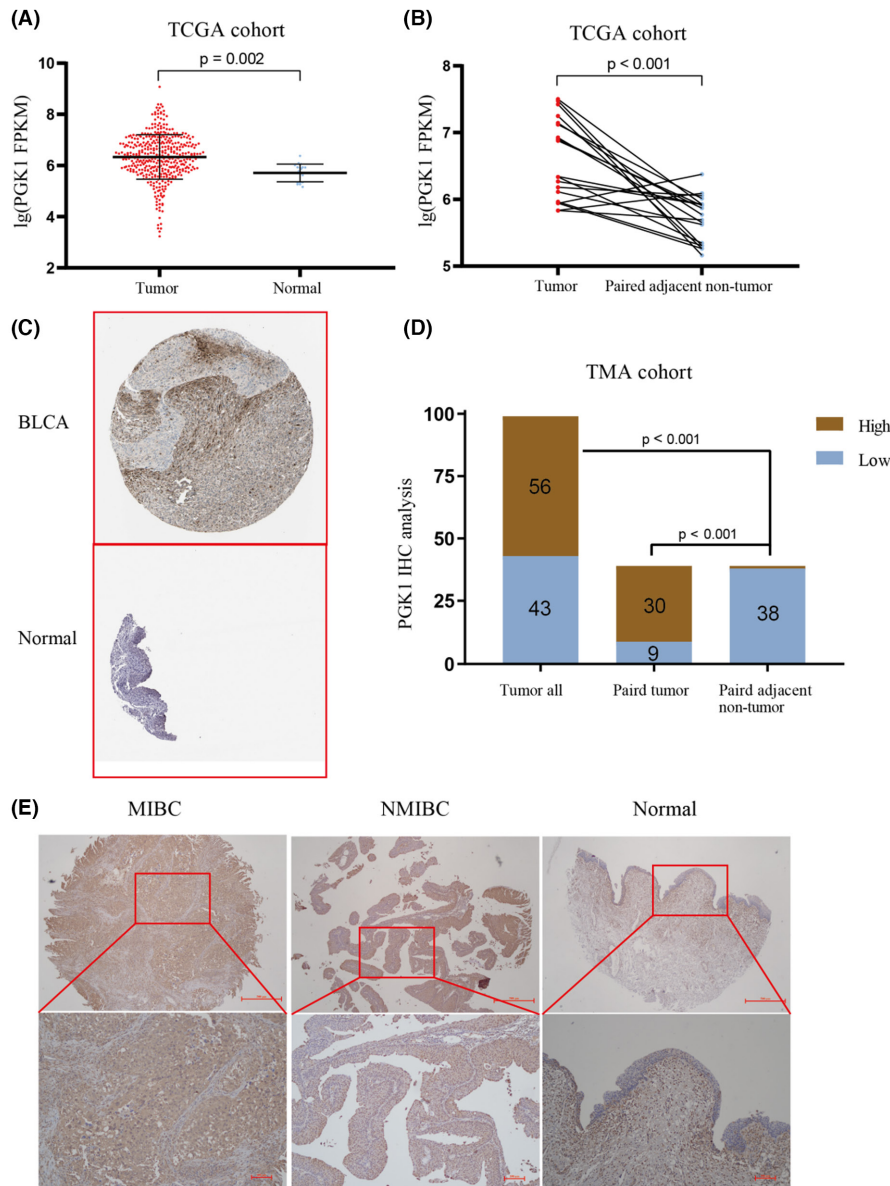 (A)
TCGA cohort
p = 0.002
lg(PGK1 FPKM)
10
8
6
4
2
Tumor
Normal
(B)
TCGA cohort
p < 0.001
lg(PGK1 FPKM)
8
7
6
5
Tumor
Paired adjacent non-tumor
(C)
BLCA
Normal
(D)
TMA cohort
PGK1 IHC analysis
100
75
50
25
0
56
43
30
9
38
p < 0.001
p < 0.001
High
Low
Tumor all
Paird tumor
Paird adjacent
non-tumor
(E)
MIBC
NMIBC
Normal